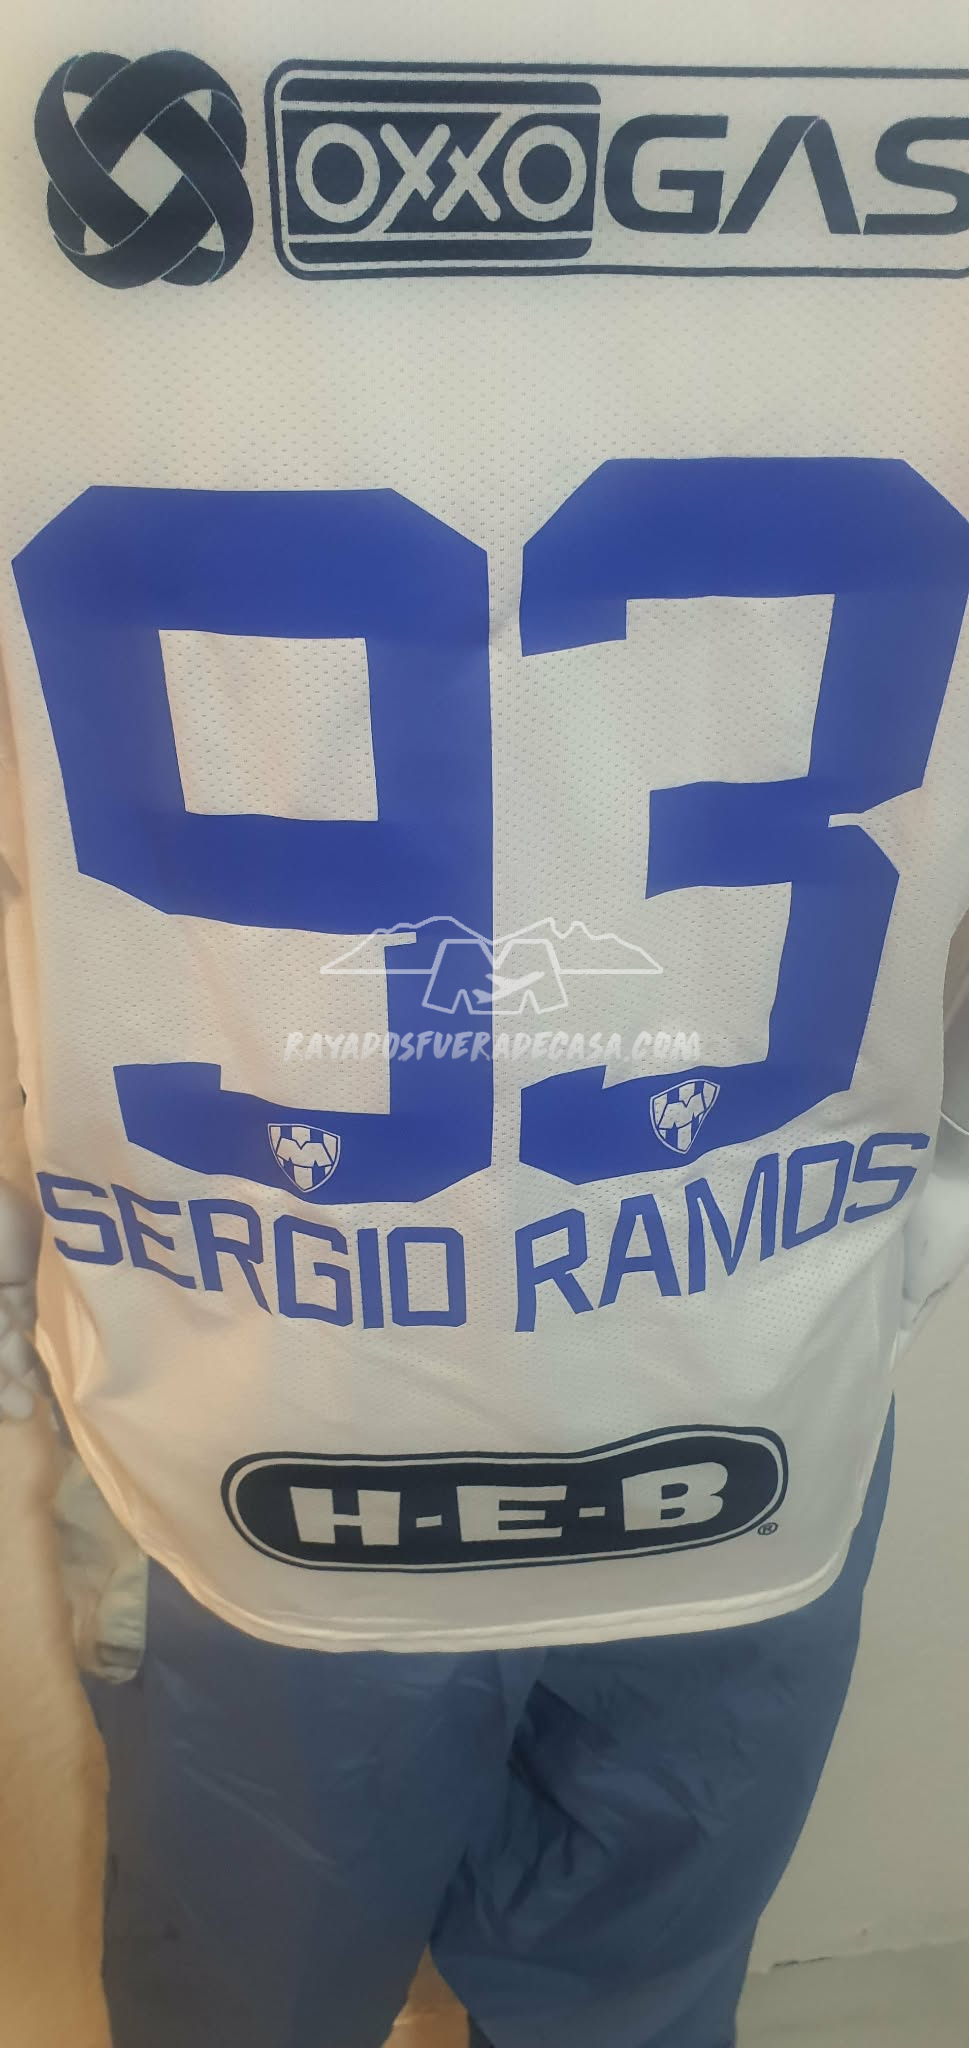 OXXO GAS
93
RAYADOSFUERADECASA.COM
SERGIO RAMOS
H-E-B®